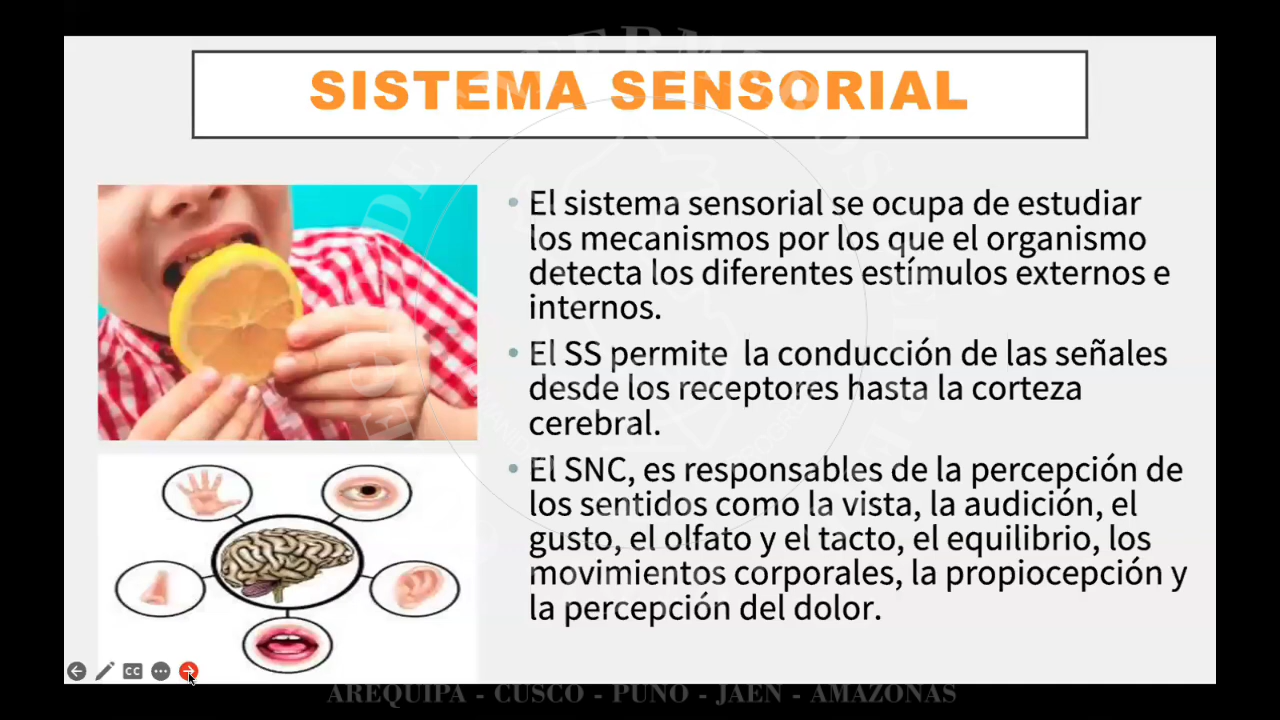 SISTEMA SENSORIAL
• El sistema sensorial se ocupa de estudiar
los mecanismos por los que el organismo
detecta los diferentes estímulos externos e
internos.
• El SS permite la conducción de las señales
desde los receptores hasta la corteza
cerebral.
• El SNC, es responsables de la percepción de
los sentidos como la vista, la audición, el
gusto, el olfato y el tacto, el equilibrio, los
movimientos corporales, la propiocepción y
la percepción del dolor.
CC
AREQUIPA - CUSCO - PUNO - JAEN - AMAZONAS